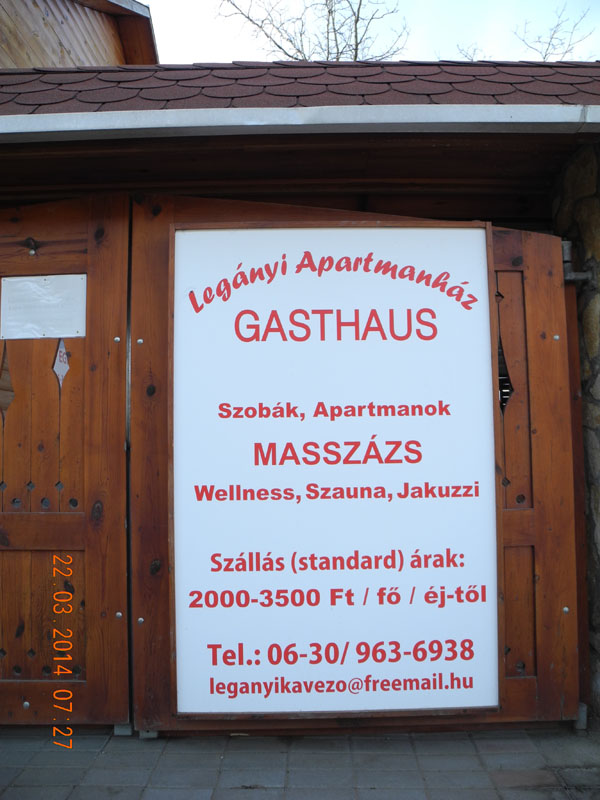 Legányi Apartmanház
GASTHAUS
Szobák, Apartmanok
MASSZÁZS
Wellness, Szauna, Jakuzzi
Szállás (standard) árak:
2000-3500 Ft / fő / éj-től
Tel.: 06-30/ 963-6938
leganyikavezo@freemail.hu
22.03.2014 07:27